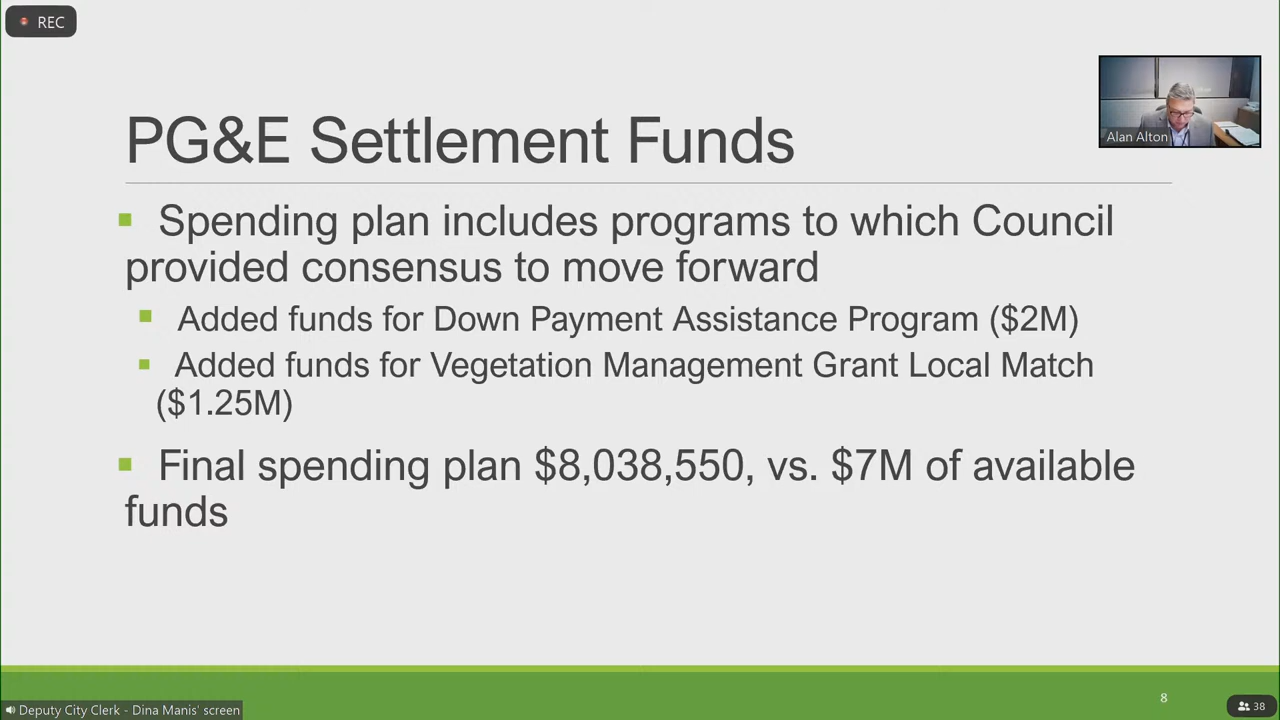 REC
Alan Alton
PG&E Settlement Funds
Spending plan includes programs to which Council
provided consensus to move forward
Added funds for Down Payment Assistance Program ($2M)
Added funds for Vegetation Management Grant Local Match
($1.25M)
Final spending plan $8,038,550, vs. $7M of available
funds
8
Deputy City Clerk - Dina Manis' screen
38